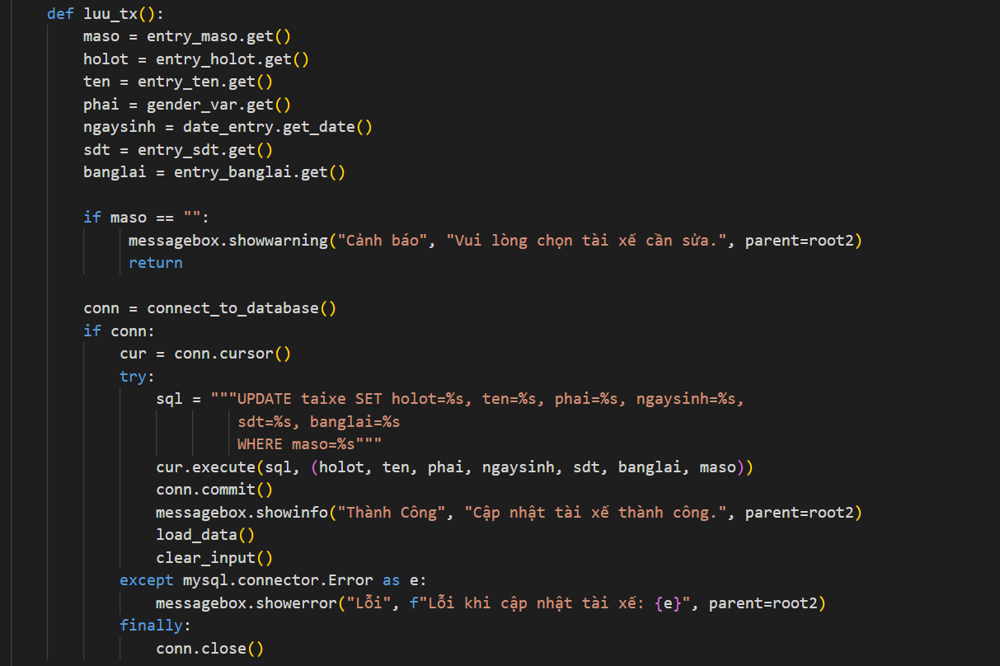 def luu_tx():
    maso = entry_maso.get()
    holot = entry_holot.get()
    ten = entry_ten.get()
    phai = gender_var.get()
    ngaysinh = date_entry.get_date()
    sdt = entry_sdt.get()
    banglai = entry_banglai.get()

    if maso == "":
         messagebox.showwarning("Cảnh báo", "Vui lòng chọn tài xế cần sửa.", parent=root2)
         return

    conn = connect_to_database()
    if conn:
        cur = conn.cursor()
        try:
            sql = """UPDATE taixe SET holot=%s, ten=%s, phai=%s, ngaysinh=%s,
                     sdt=%s, banglai=%s
                     WHERE maso=%s"""
            cur.execute(sql, (holot, ten, phai, ngaysinh, sdt, banglai, maso))
            conn.commit()
            messagebox.showinfo("Thành Công", "Cập nhật tài xế thành công.", parent=root2)
            load_data()
            clear_input()
        except mysql.connector.Error as e:
            messagebox.showerror("Lỗi", f"Lỗi khi cập nhật tài xế: {e}", parent=root2)
        finally:
            conn.close()